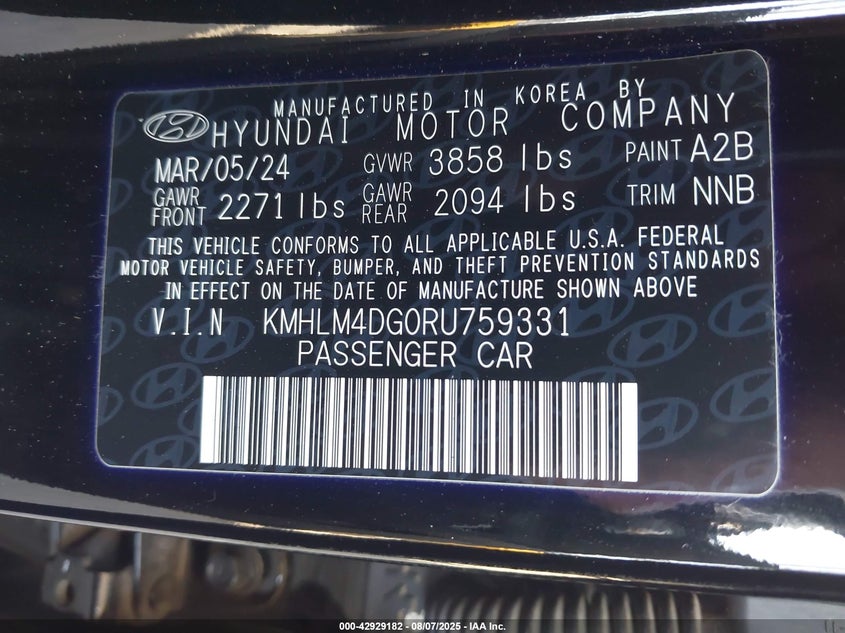 MANUFACTURED IN KOREA BY
HYUNDAI MOTOR COMPANY
MAR/05/24 GVWR 3858 lbs PAINT A2B
GAWR FRONT 2271 lbs GAWR REAR 2094 lbs TRIM NNB
THIS VEHICLE CONFORMS TO ALL APPLICABLE U.S.A. FEDERAL
MOTOR VEHICLE SAFETY, BUMPER, AND THEFT PREVENTION STANDARDS
IN EFFECT ON THE DATE OF MANUFACTURE SHOWN ABOVE
V.I.N KMHLM4DG0RU759331
PASSENGER CAR
000-42929182 - 08/07/2025 - IAA Inc.